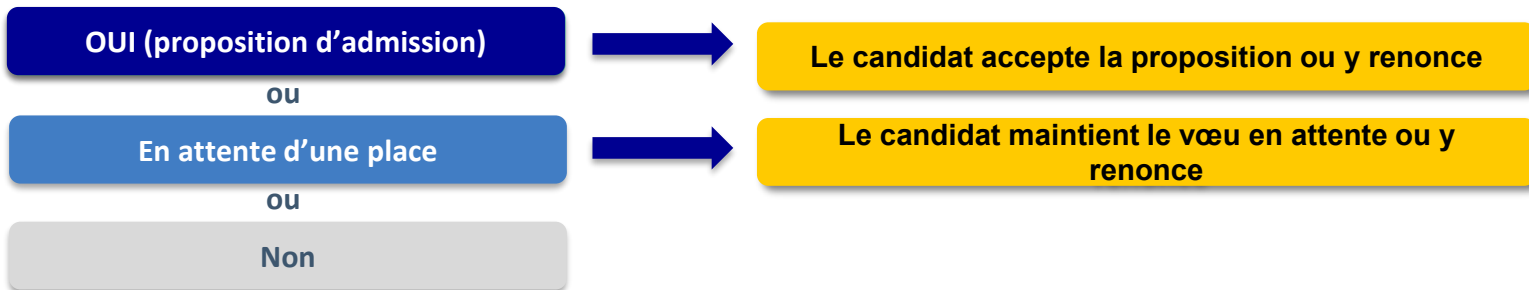 OUI (proposition d’admission)
Le candidat accepte la proposition ou y renonce
ou
En attente d’une place
Le candidat maintient le vœu en attente ou y
renonce
ou
Non